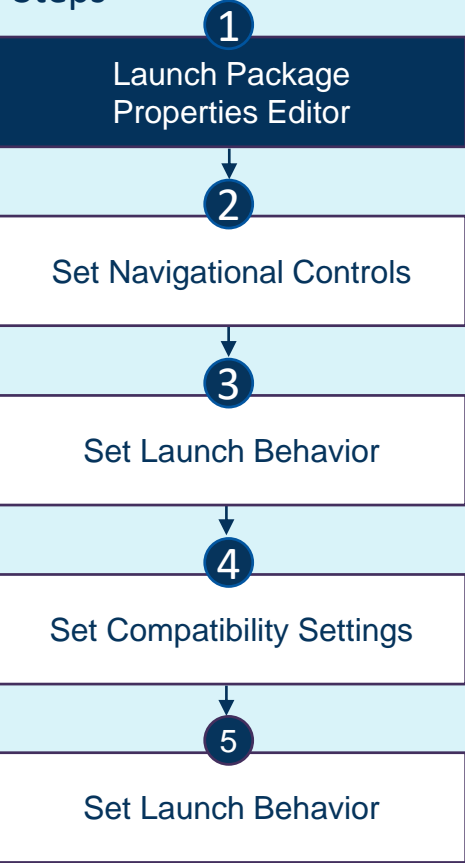 Steps
1
Launch Package
Properties Editor
2
Set Navigational Controls
3
Set Launch Behavior
4
Set Compatibility Settings
5
Set Launch Behavior